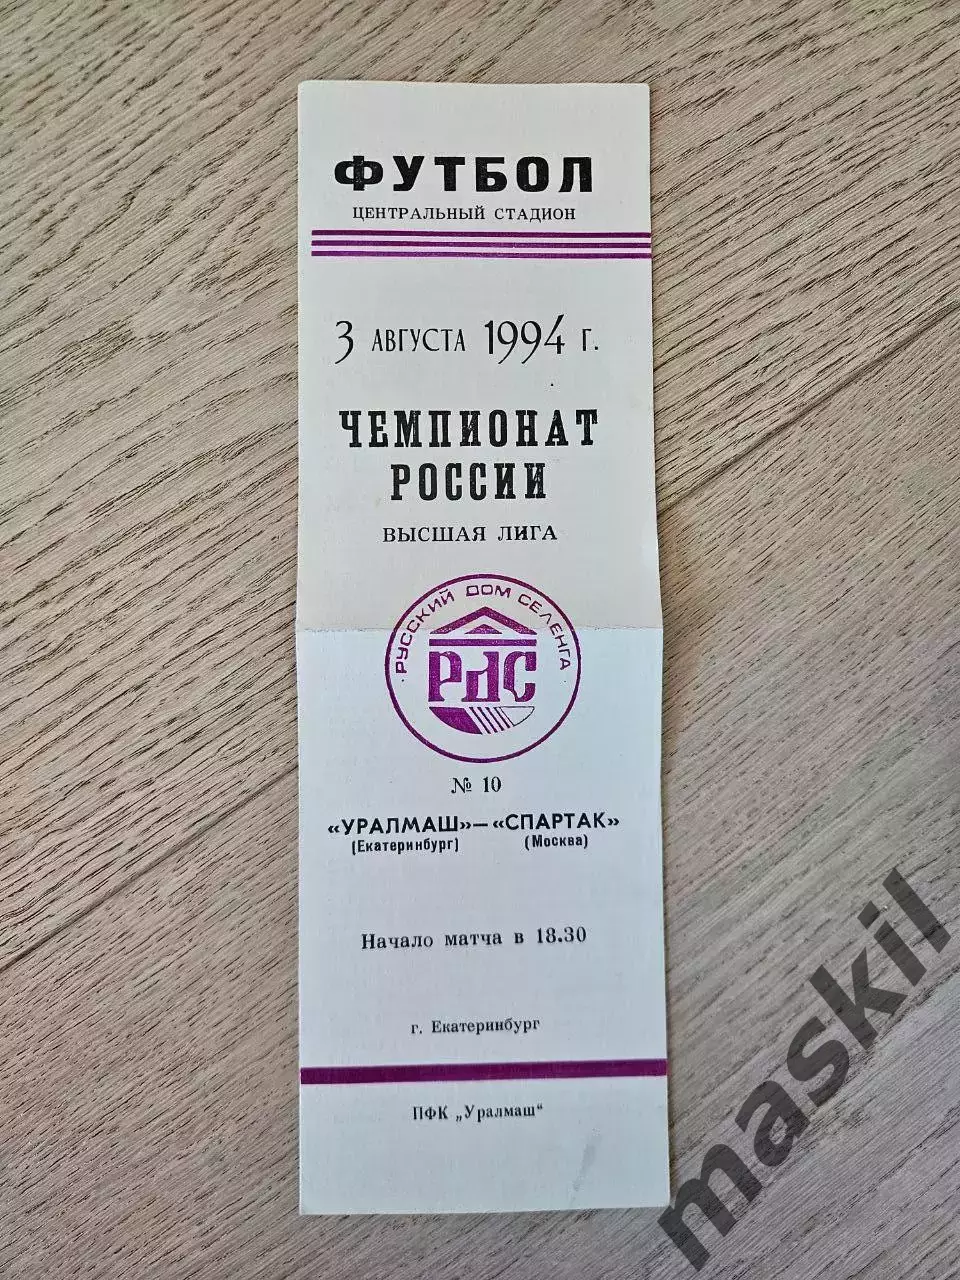 ФУТБОЛ
ЦЕНТРАЛЬНЫЙ СТАДИОН
3 АВГУСТА 1994 Г.
ЧЕМПИОНАТ
РОССИИ
ВЫСШАЯ ЛИГА
· РУССКИЙ ДОМ СЕЛЕНГА ·
РДС
№ 10
«УРАЛМАШ»—«СПАРТАК»
(Екатеринбург) (Москва)
Начало матча в 18.30
г. Екатеринбург
ПФК „Уралмаш“
maskil